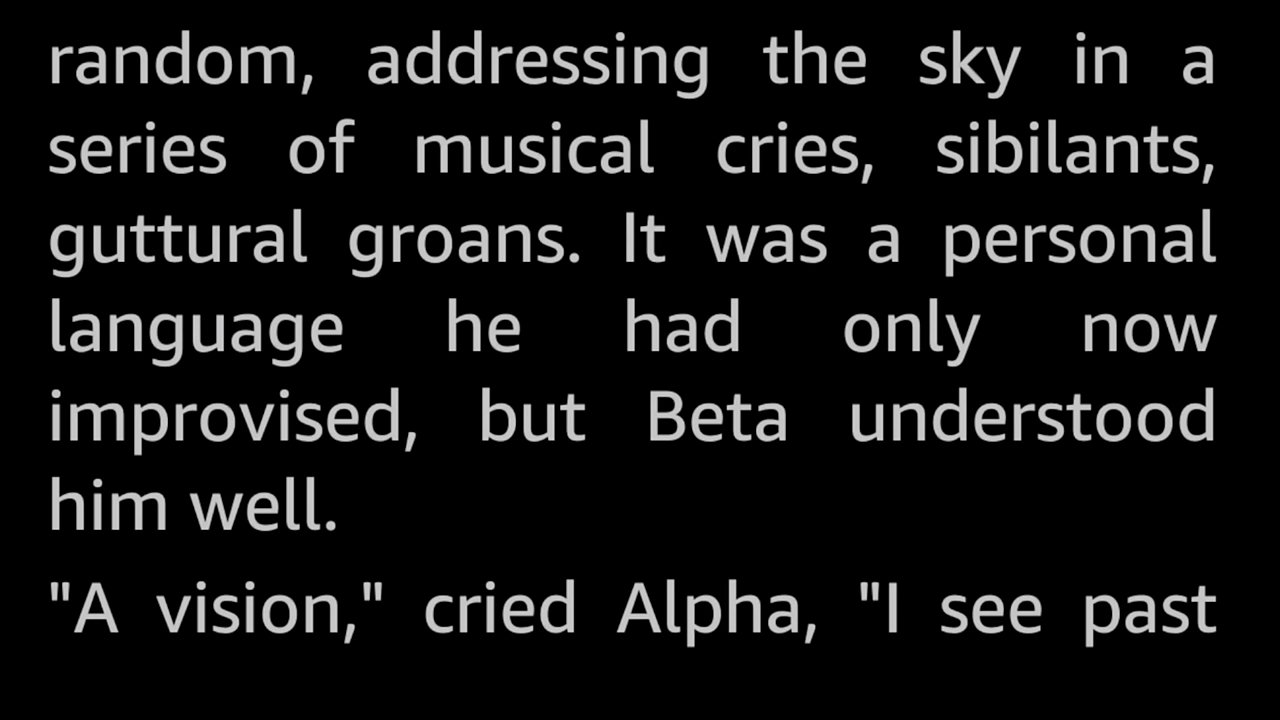 random, addressing the sky in a
series of musical cries, sibilants,
guttural groans. It was a personal
language he had only now
improvised, but Beta understood
him well.
"A vision," cried Alpha, "I see past